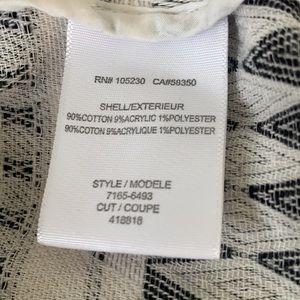 RN# 105230 CA#58350
SHELL/EXTERIEUR
90%COTTON 9%ACRYLIC 1%POLYESTER
90%COTON 9%ACRYLIQUE 1%POLYESTER
STYLE / MODELE
7165-6493
CUT / COUPE
418818